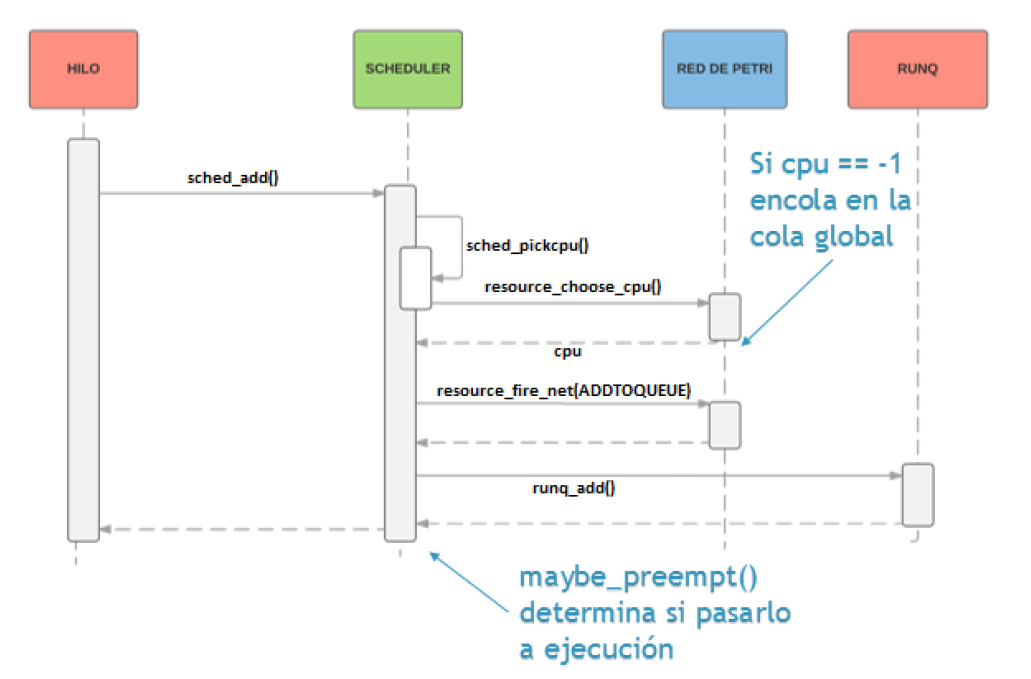 HILO
SCHEDULER
RED DE PETRI
RUNQ
sched_add()
Si cpu == -1
encola en la
cola global
sched_pickcpu()
resource_choose_cpu()
cpu
resource_fire_net(ADDTOQUEUE)
runq_add()
maybe_preempt()
determina si pasarlo
a ejecución